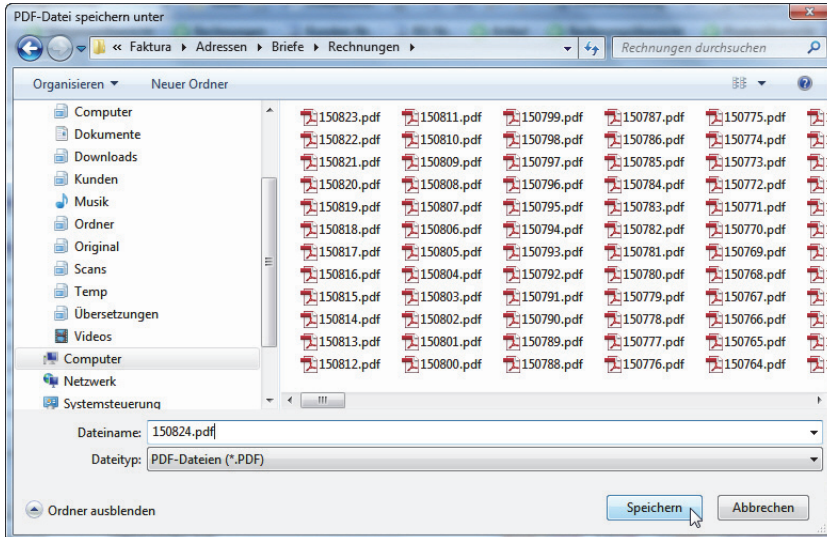 PDF-Datei speichern unter
« Faktura ▸ Adressen ▸ Briefe ▸ Rechnungen ▸ Rechnungen durchsuchen
Organisieren Neuer Ordner
Computer
Dokumente
Downloads
Kunden
Musik
Ordner
Original
Scans
Temp
Übersetzungen
Videos
Computer
Netzwerk
Systemsteuerung
150823.pdf 150811.pdf 150799.pdf 150787.pdf 150775.pdf
150822.pdf 150810.pdf 150798.pdf 150786.pdf 150774.pdf
150821.pdf 150809.pdf 150797.pdf 150785.pdf 150773.pdf
150820.pdf 150808.pdf 150796.pdf 150784.pdf 150772.pdf
150819.pdf 150807.pdf 150795.pdf 150783.pdf 150771.pdf
150818.pdf 150806.pdf 150794.pdf 150782.pdf 150770.pdf
150817.pdf 150805.pdf 150793.pdf 150781.pdf 150769.pdf
150816.pdf 150804.pdf 150792.pdf 150780.pdf 150768.pdf
150815.pdf 150803.pdf 150791.pdf 150779.pdf 150767.pdf
150814.pdf 150802.pdf 150790.pdf 150778.pdf 150766.pdf
150813.pdf 150801.pdf 150789.pdf 150777.pdf 150765.pdf
150812.pdf 150800.pdf 150788.pdf 150776.pdf 150764.pdf
Dateiname: 150824.pdf
Dateityp: PDF-Dateien (*.PDF)
Ordner ausblenden Speichern Abbrechen